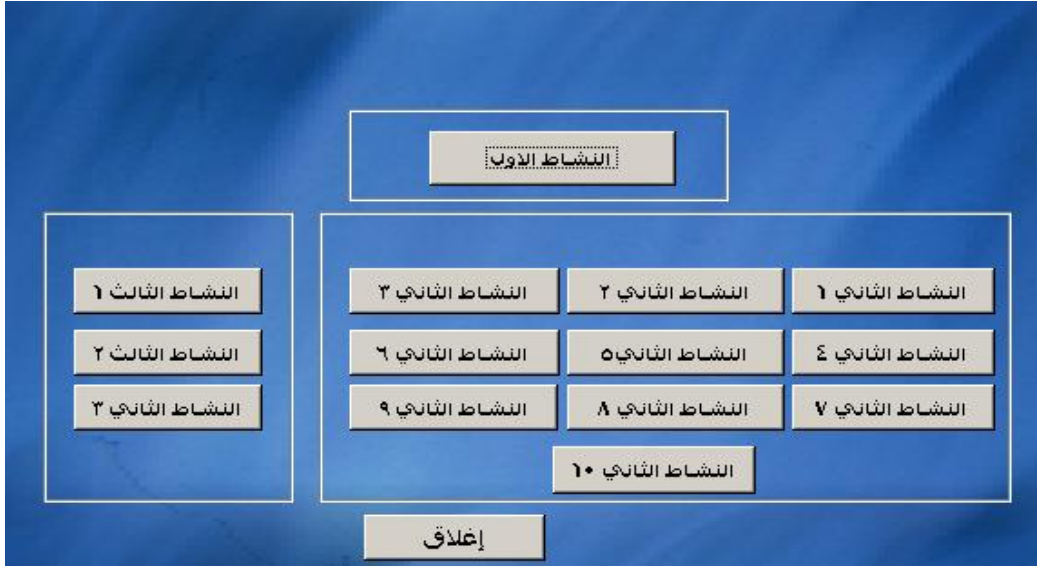 النشاط الاول
النشاط الثاني ١
النشاط الثاني ٢
النشاط الثاني ٣
النشاط الثاني ٤
النشاط الثاني٥
النشاط الثاني ٦
النشاط الثاني ٧
النشاط الثاني ٨
النشاط الثاني ٩
النشاط الثاني ١٠
النشاط الثالث ١
النشاط الثالث ٢
النشاط الثاني ٣
إغلاق